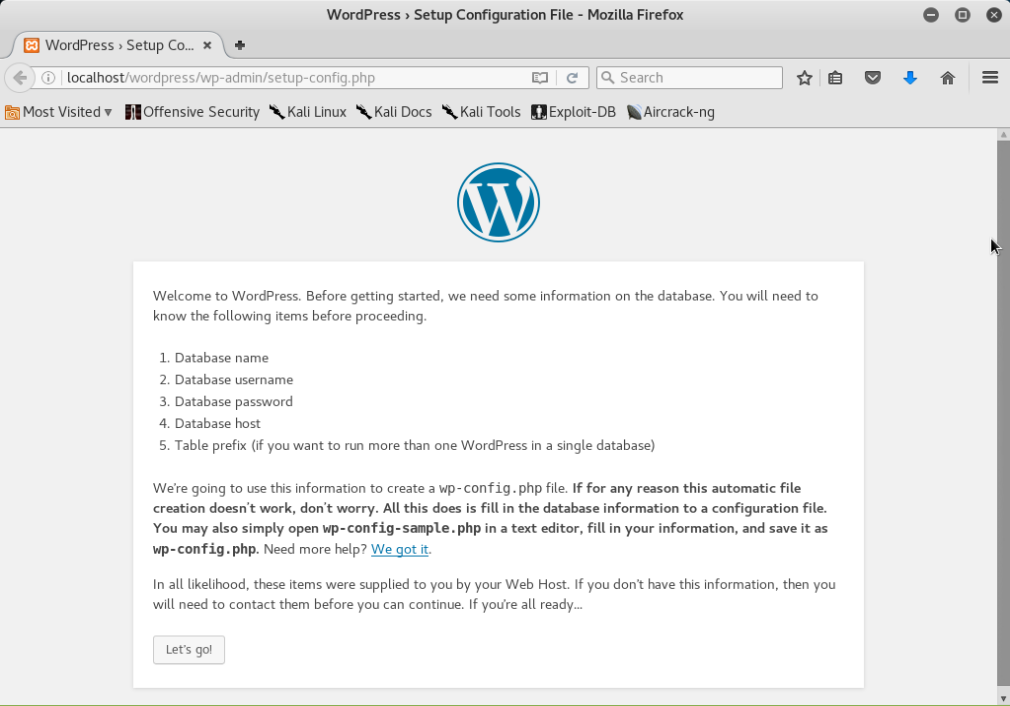 WordPress › Setup Configuration File - Mozilla Firefox
WordPress › Setup Co...
localhost/wordpress/wp-admin/setup-config.php
Search
Most Visited
Offensive Security
Kali Linux
Kali Docs
Kali Tools
Exploit-DB
Aircrack-ng
Welcome to WordPress. Before getting started, we need some information on the database. You will need to
know the following items before proceeding.
1. Database name
2. Database username
3. Database password
4. Database host
5. Table prefix (if you want to run more than one WordPress in a single database)
We're going to use this information to create a wp-config.php file. If for any reason this automatic file
creation doesn't work, don't worry. All this does is fill in the database information to a configuration file.
You may also simply open wp-config-sample.php in a text editor, fill in your information, and save it as
wp-config.php. Need more help? We got it.
In all likelihood, these items were supplied to you by your Web Host. If you don't have this information, then you
will need to contact them before you can continue. If you're all ready...
Let's go!